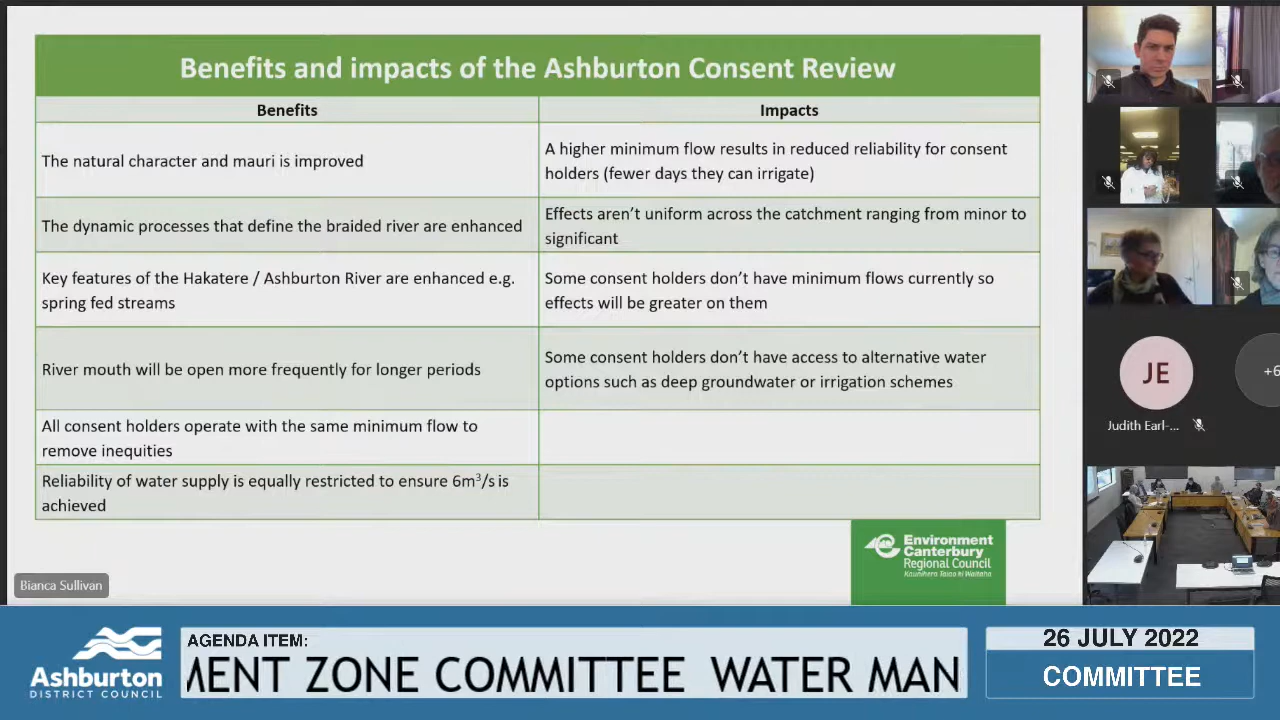 Benefits and impacts of the Ashburton Consent Review
Benefits
Impacts
The natural character and mauri is improved
A higher minimum flow results in reduced reliability for consent
holders (fewer days they can irrigate)
The dynamic processes that define the braided river are enhanced
Effects aren't uniform across the catchment ranging from minor to
significant
Key features of the Hakatere / Ashburton River are enhanced e.g.
spring fed streams
Some consent holders don't have minimum flows currently so
effects will be greater on them
River mouth will be open more frequently for longer periods
Some consent holders don't have access to alternative water
options such as deep groundwater or irrigation schemes
All consent holders operate with the same minimum flow to
remove inequities
Reliability of water supply is equally restricted to ensure 6m³/s is
achieved
Environment
Canterbury
Regional Council
Kaunihera Taiao ki Waitaha
Bianca Sullivan
JE
Judith Earl-...
+6
Ashburton
DISTRICT COUNCIL
AGENDA ITEM:
MENT ZONE COMMITTEE WATER MAN
26 JULY 2022
COMMITTEE